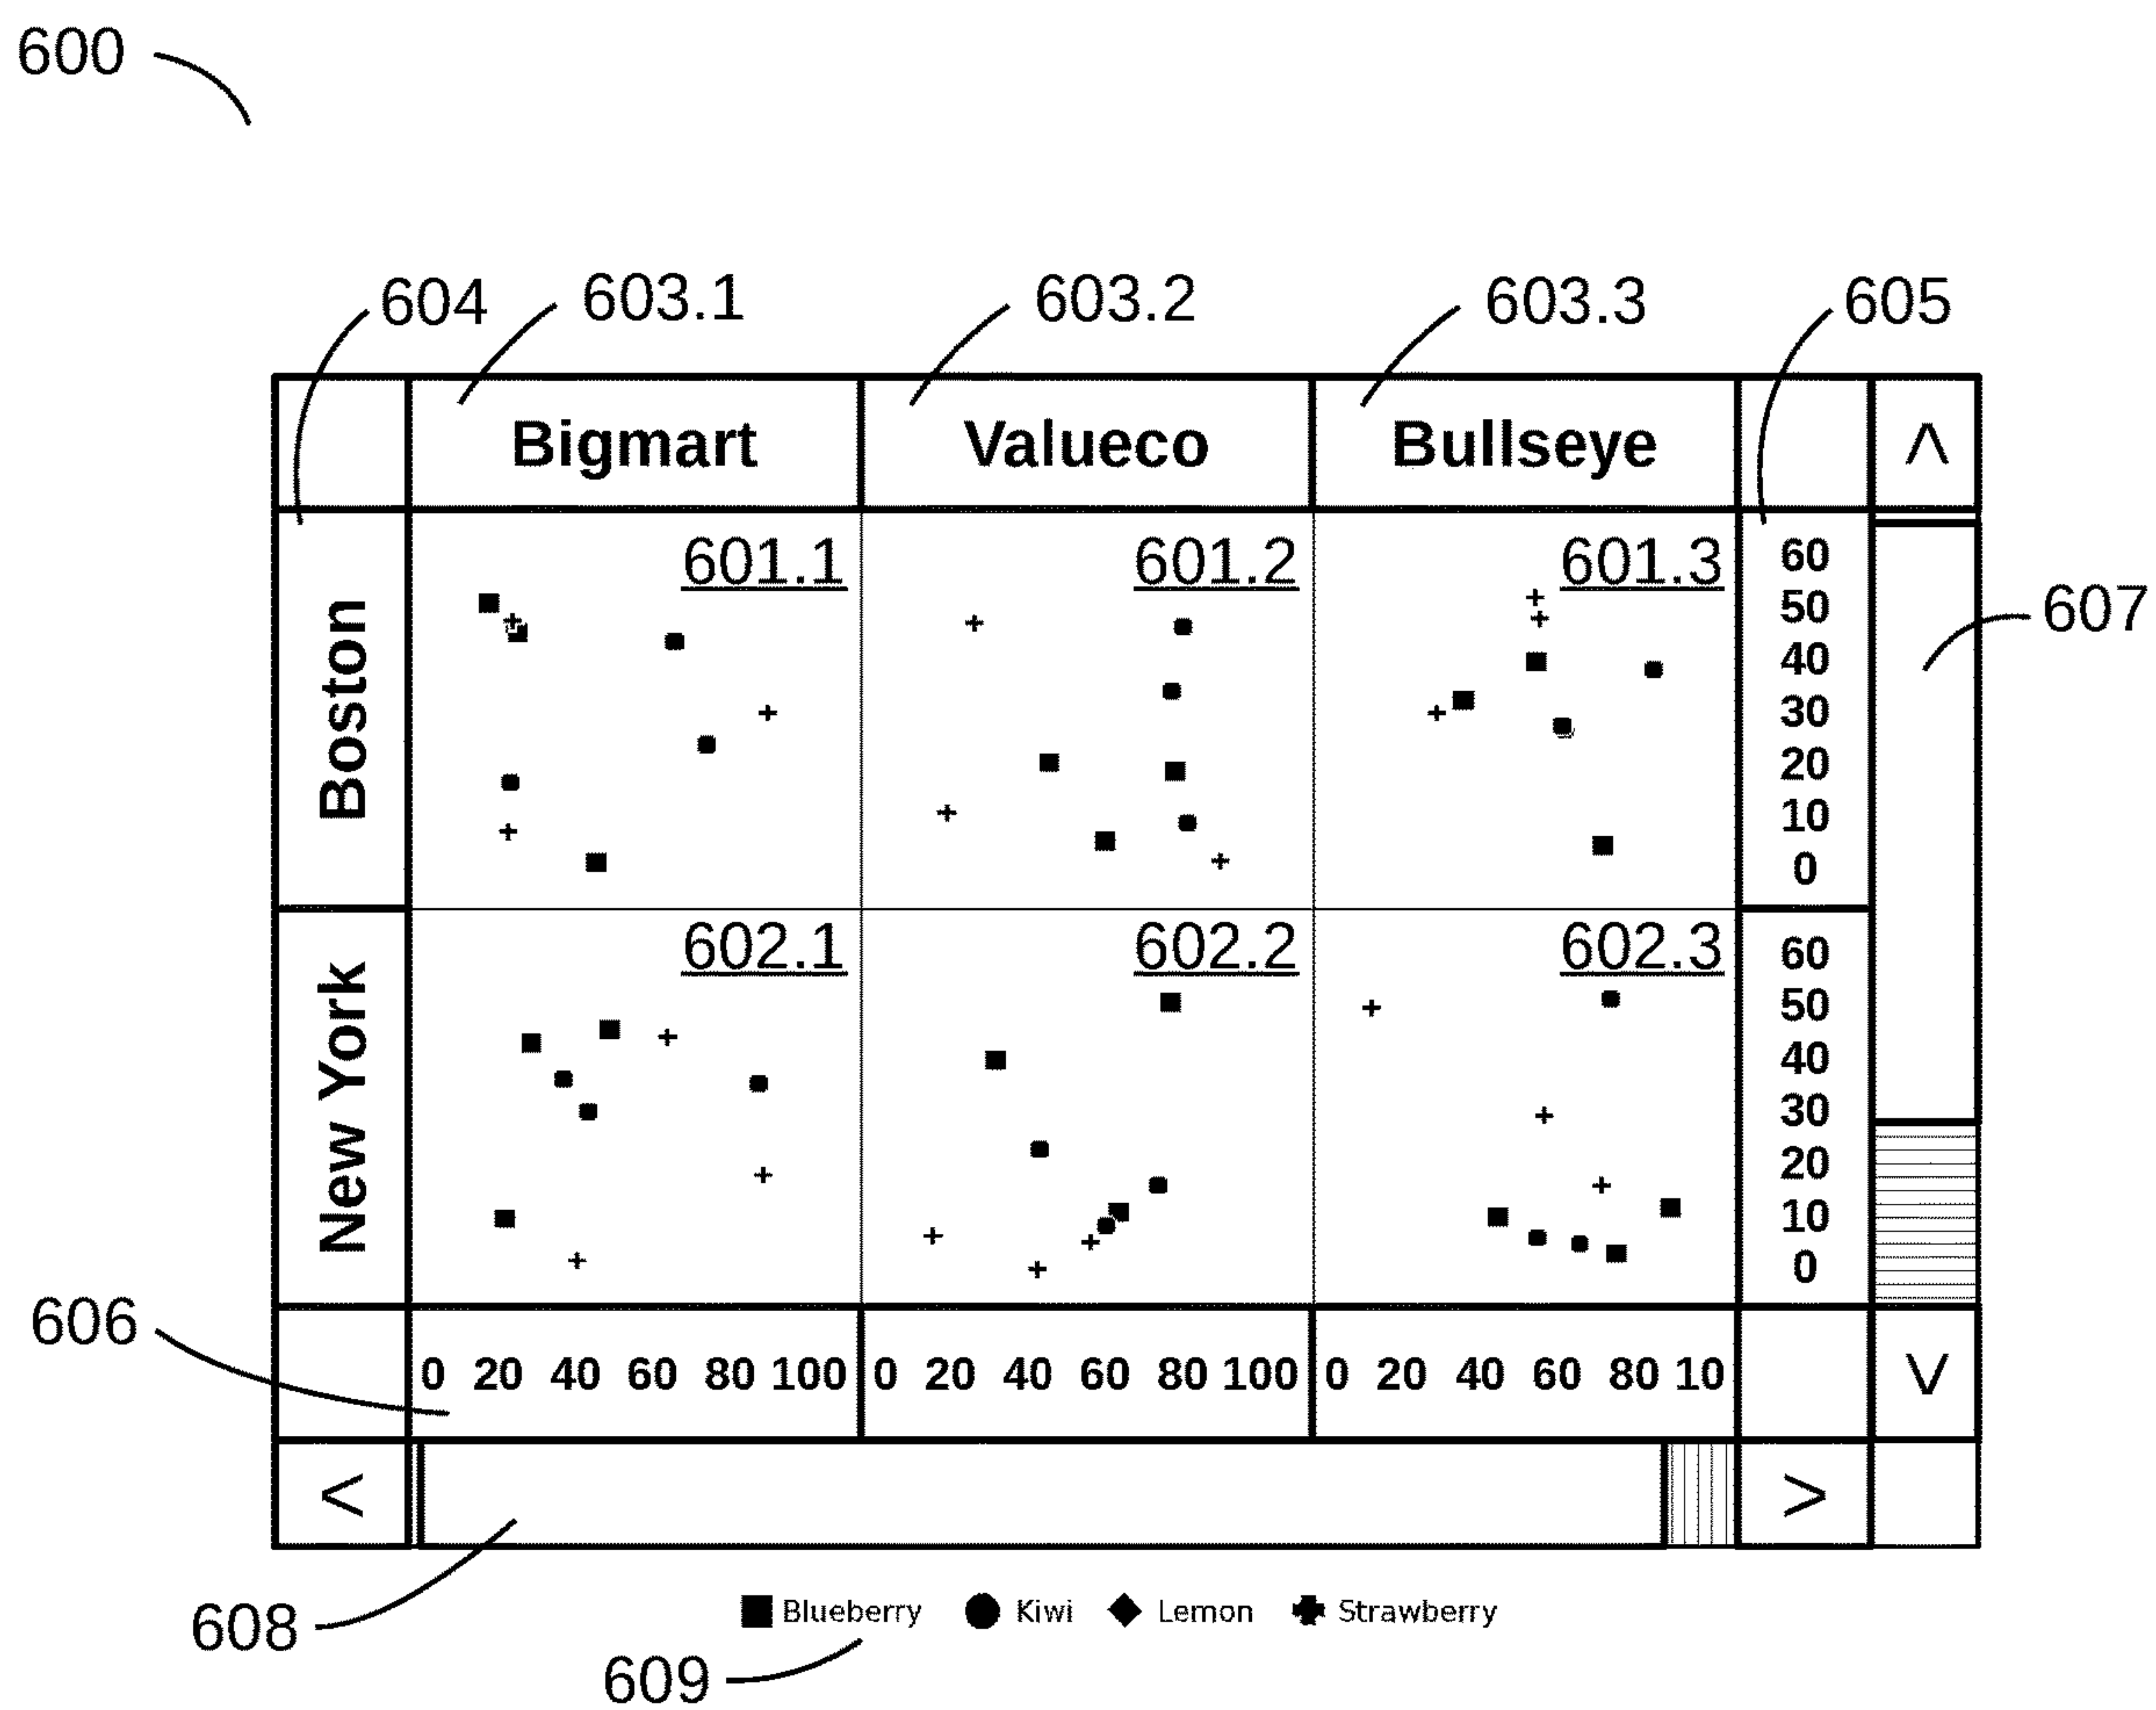 600
604 603.1 603.2 603.3 605
Bigmart Valueco Bullseye ^
601.1 601.2 601.3
Boston
60
50
40
30
20
10
0
607
602.1 602.2 602.3
New York
60
50
40
30
20
10
0
606
0 20 40 60 80 100 0 20 40 60 80 100 0 20 40 60 80 10 V
< >
608
Blueberry Kiwi Lemon Strawberry
609